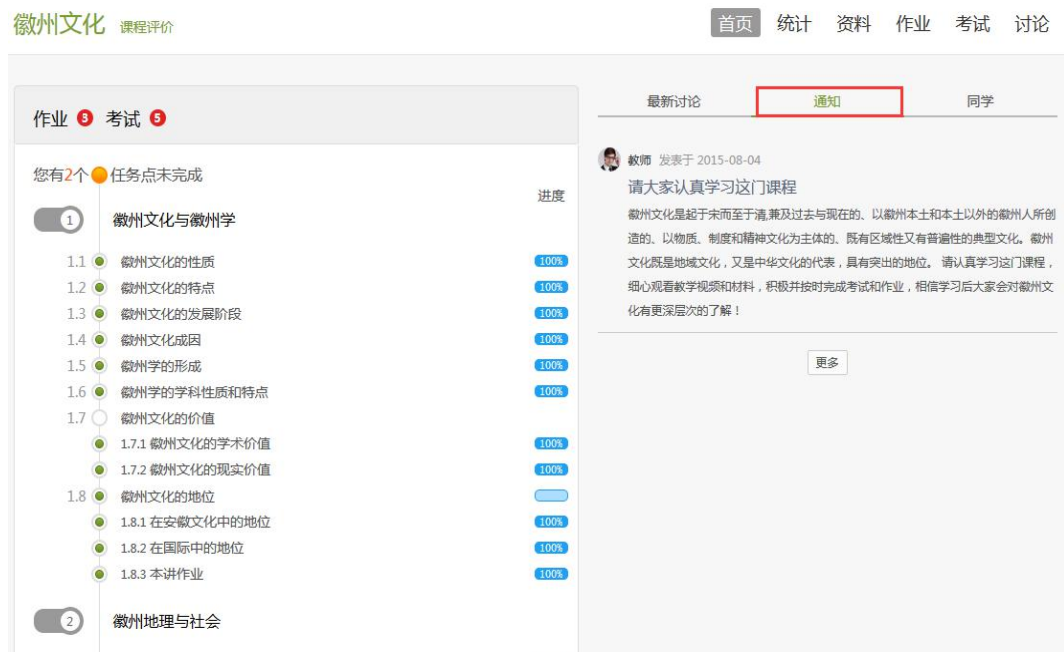 徽州文化 课程评价
首页 统计 资料 作业 考试 讨论
作业 3 考试 5
您有2个 任务点未完成
进度
1 徽州文化与徽州学
1.1 徽州文化的性质 100%
1.2 徽州文化的特点 100%
1.3 徽州文化的发展阶段 100%
1.4 徽州文化成因 100%
1.5 徽州学的形成 100%
1.6 徽州学的学科性质和特点 100%
1.7 徽州文化的价值
1.7.1 徽州文化的学术价值 100%
1.7.2 徽州文化的现实价值 100%
1.8 徽州文化的地位
1.8.1 在安徽文化中的地位 100%
1.8.2 在国际中的地位 100%
1.8.3 本讲作业 100%
2 徽州地理与社会
最新讨论 通知 同学
教师 发表于 2015-08-04
请大家认真学习这门课程
徽州文化是起于宋而至于清,兼及过去与现在的、以徽州本土和本土以外的徽州人所创
造的、以物质、制度和精神文化为主体的、既有区域性又有普遍性的典型文化。徽州
文化既是地域文化，又是中华文化的代表，具有突出的地位。 请认真学习这门课程，
细心观看教学视频和材料，积极并按时完成考试和作业，相信学习后大家会对徽州文
化有更深层次的了解！
更多